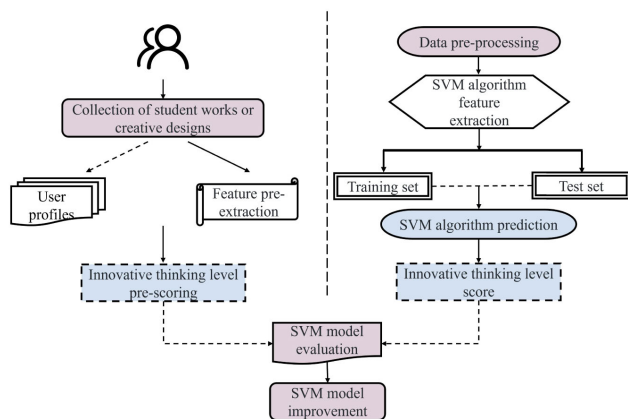 Collection of student works or
creative designs
User
profiles
Feature pre-
extraction
Innovative thinking level
pre-scoring
Data pre-processing
SVM algorithm
feature
extraction
Training set
Test set
SVM algorithm prediction
Innovative thinking level
score
SVM model
evaluation
SVM model
improvement